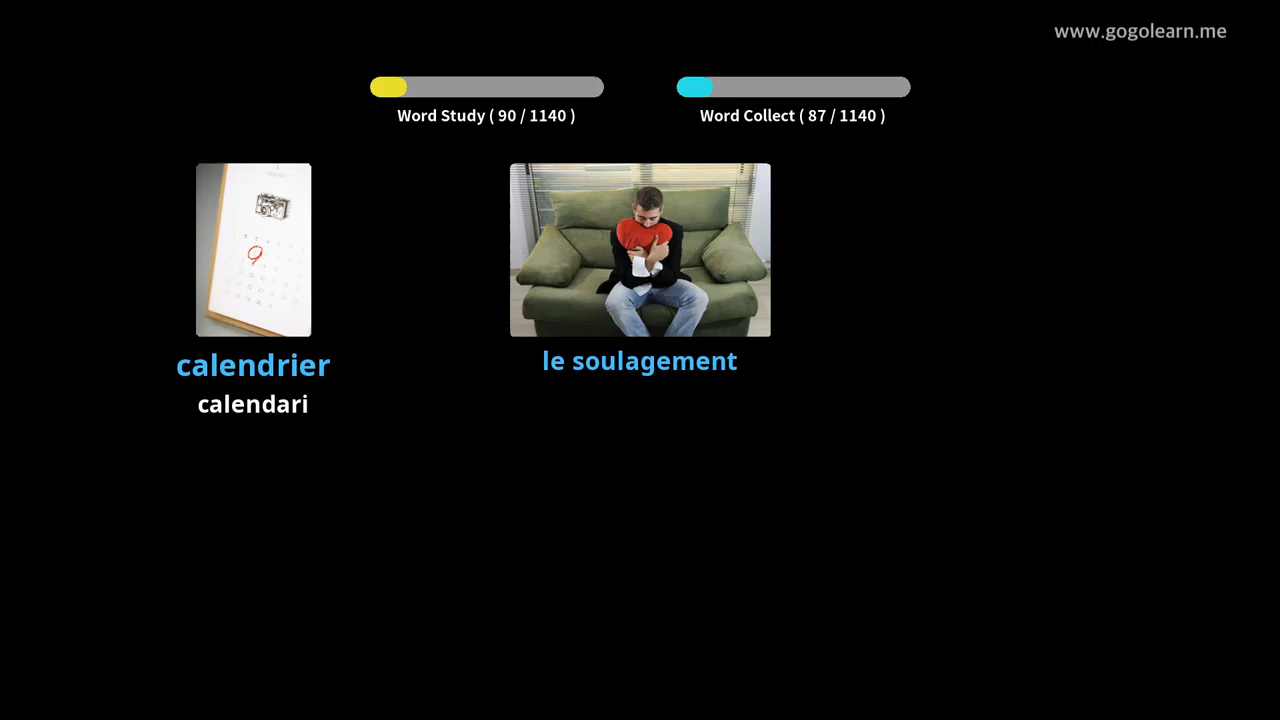 www.gogolearn.me
Word Study ( 90 / 1140 )
Word Collect ( 87 / 1140 )
calendrier
calendari
le soulagement